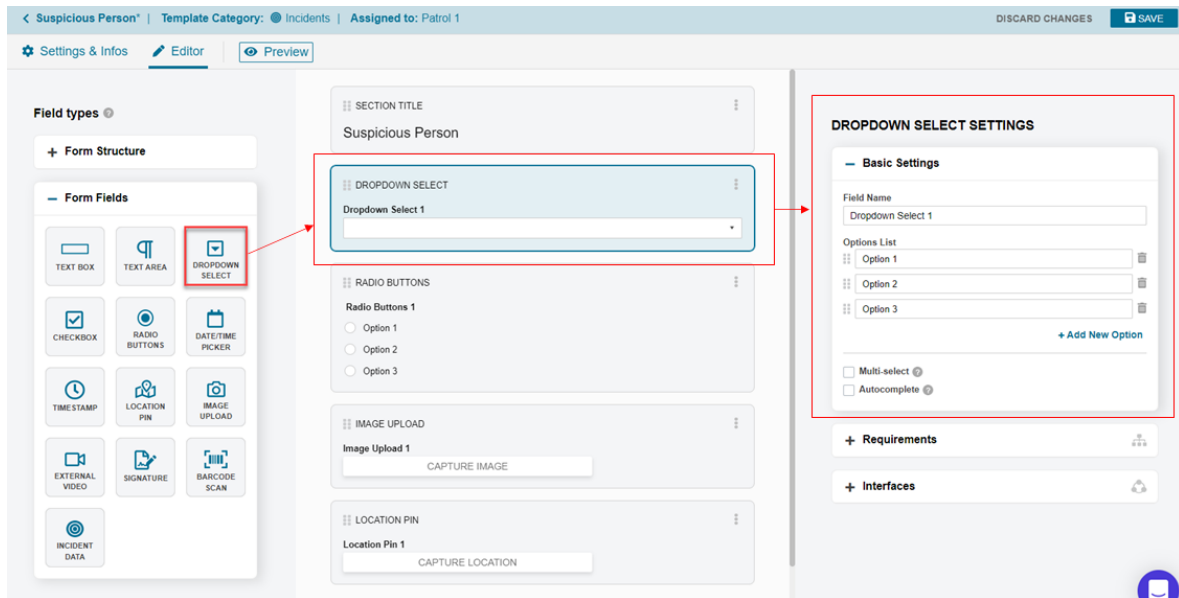 Suspicious Person* | Template Category: Incidents | Assigned to: Patrol 1
DISCARD CHANGES
SAVE
Settings & Infos
Editor
Preview
Field types
+ Form Structure
– Form Fields
TEXT BOX
TEXT AREA
DROPDOWN
SELECT
CHECKBOX
RADIO
BUTTONS
DATE/TIME
PICKER
TIMESTAMP
LOCATION
PIN
IMAGE
UPLOAD
EXTERNAL
VIDEO
SIGNATURE
BARCODE
SCAN
INCIDENT
DATA
SECTION TITLE
Suspicious Person
DROPDOWN SELECT
Dropdown Select 1
RADIO BUTTONS
Radio Buttons 1
Option 1
Option 2
Option 3
IMAGE UPLOAD
Image Upload 1
CAPTURE IMAGE
LOCATION PIN
Location Pin 1
CAPTURE LOCATION
DROPDOWN SELECT SETTINGS
– Basic Settings
Field Name
Dropdown Select 1
Options List
Option 1
Option 2
Option 3
+ Add New Option
Multi-select
Autocomplete
+ Requirements
+ Interfaces